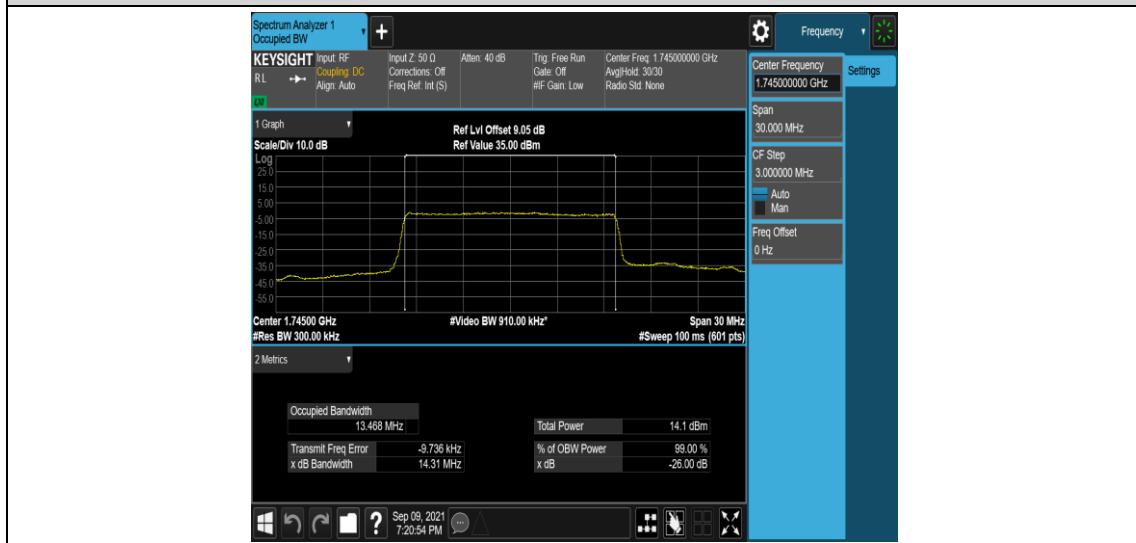 Spectrum Analyzer 1
Occupied BW
+
Frequency
KEYSIGHT
RL
LNI
Input: RF
Coupling: DC
Align: Auto
Input Z: 50 Ω
Corrections: Off
Freq Ref: Int (S)
Atten: 40 dB
Trig: Free Run
Gate: Off
#IF Gain: Low
Center Freq: 1.745000000 GHz
Avg|Hold: 30/30
Radio Std: None
Center Frequency
1.745000000 GHz
Settings
Span
30.000 MHz
CF Step
3.000000 MHz
Auto
Man
Freq Offset
0 Hz
1 Graph
Scale/Div 10.0 dB
Ref Lvl Offset 9.05 dB
Ref Value 35.00 dBm
Log
25.0
15.0
5.00
-5.00
-15.0
-25.0
-35.0
-45.0
-55.0
Center 1.74500 GHz
#Res BW 300.00 kHz
#Video BW 910.00 kHz*
Span 30 MHz
#Sweep 100 ms (601 pts)
2 Metrics
Occupied Bandwidth
13.468 MHz
Total Power 14.1 dBm
Transmit Freq Error -9.736 kHz
% of OBW Power 99.00 %
x dB Bandwidth 14.31 MHz
x dB -26.00 dB
?
Sep 09, 2021
7:20:54 PM